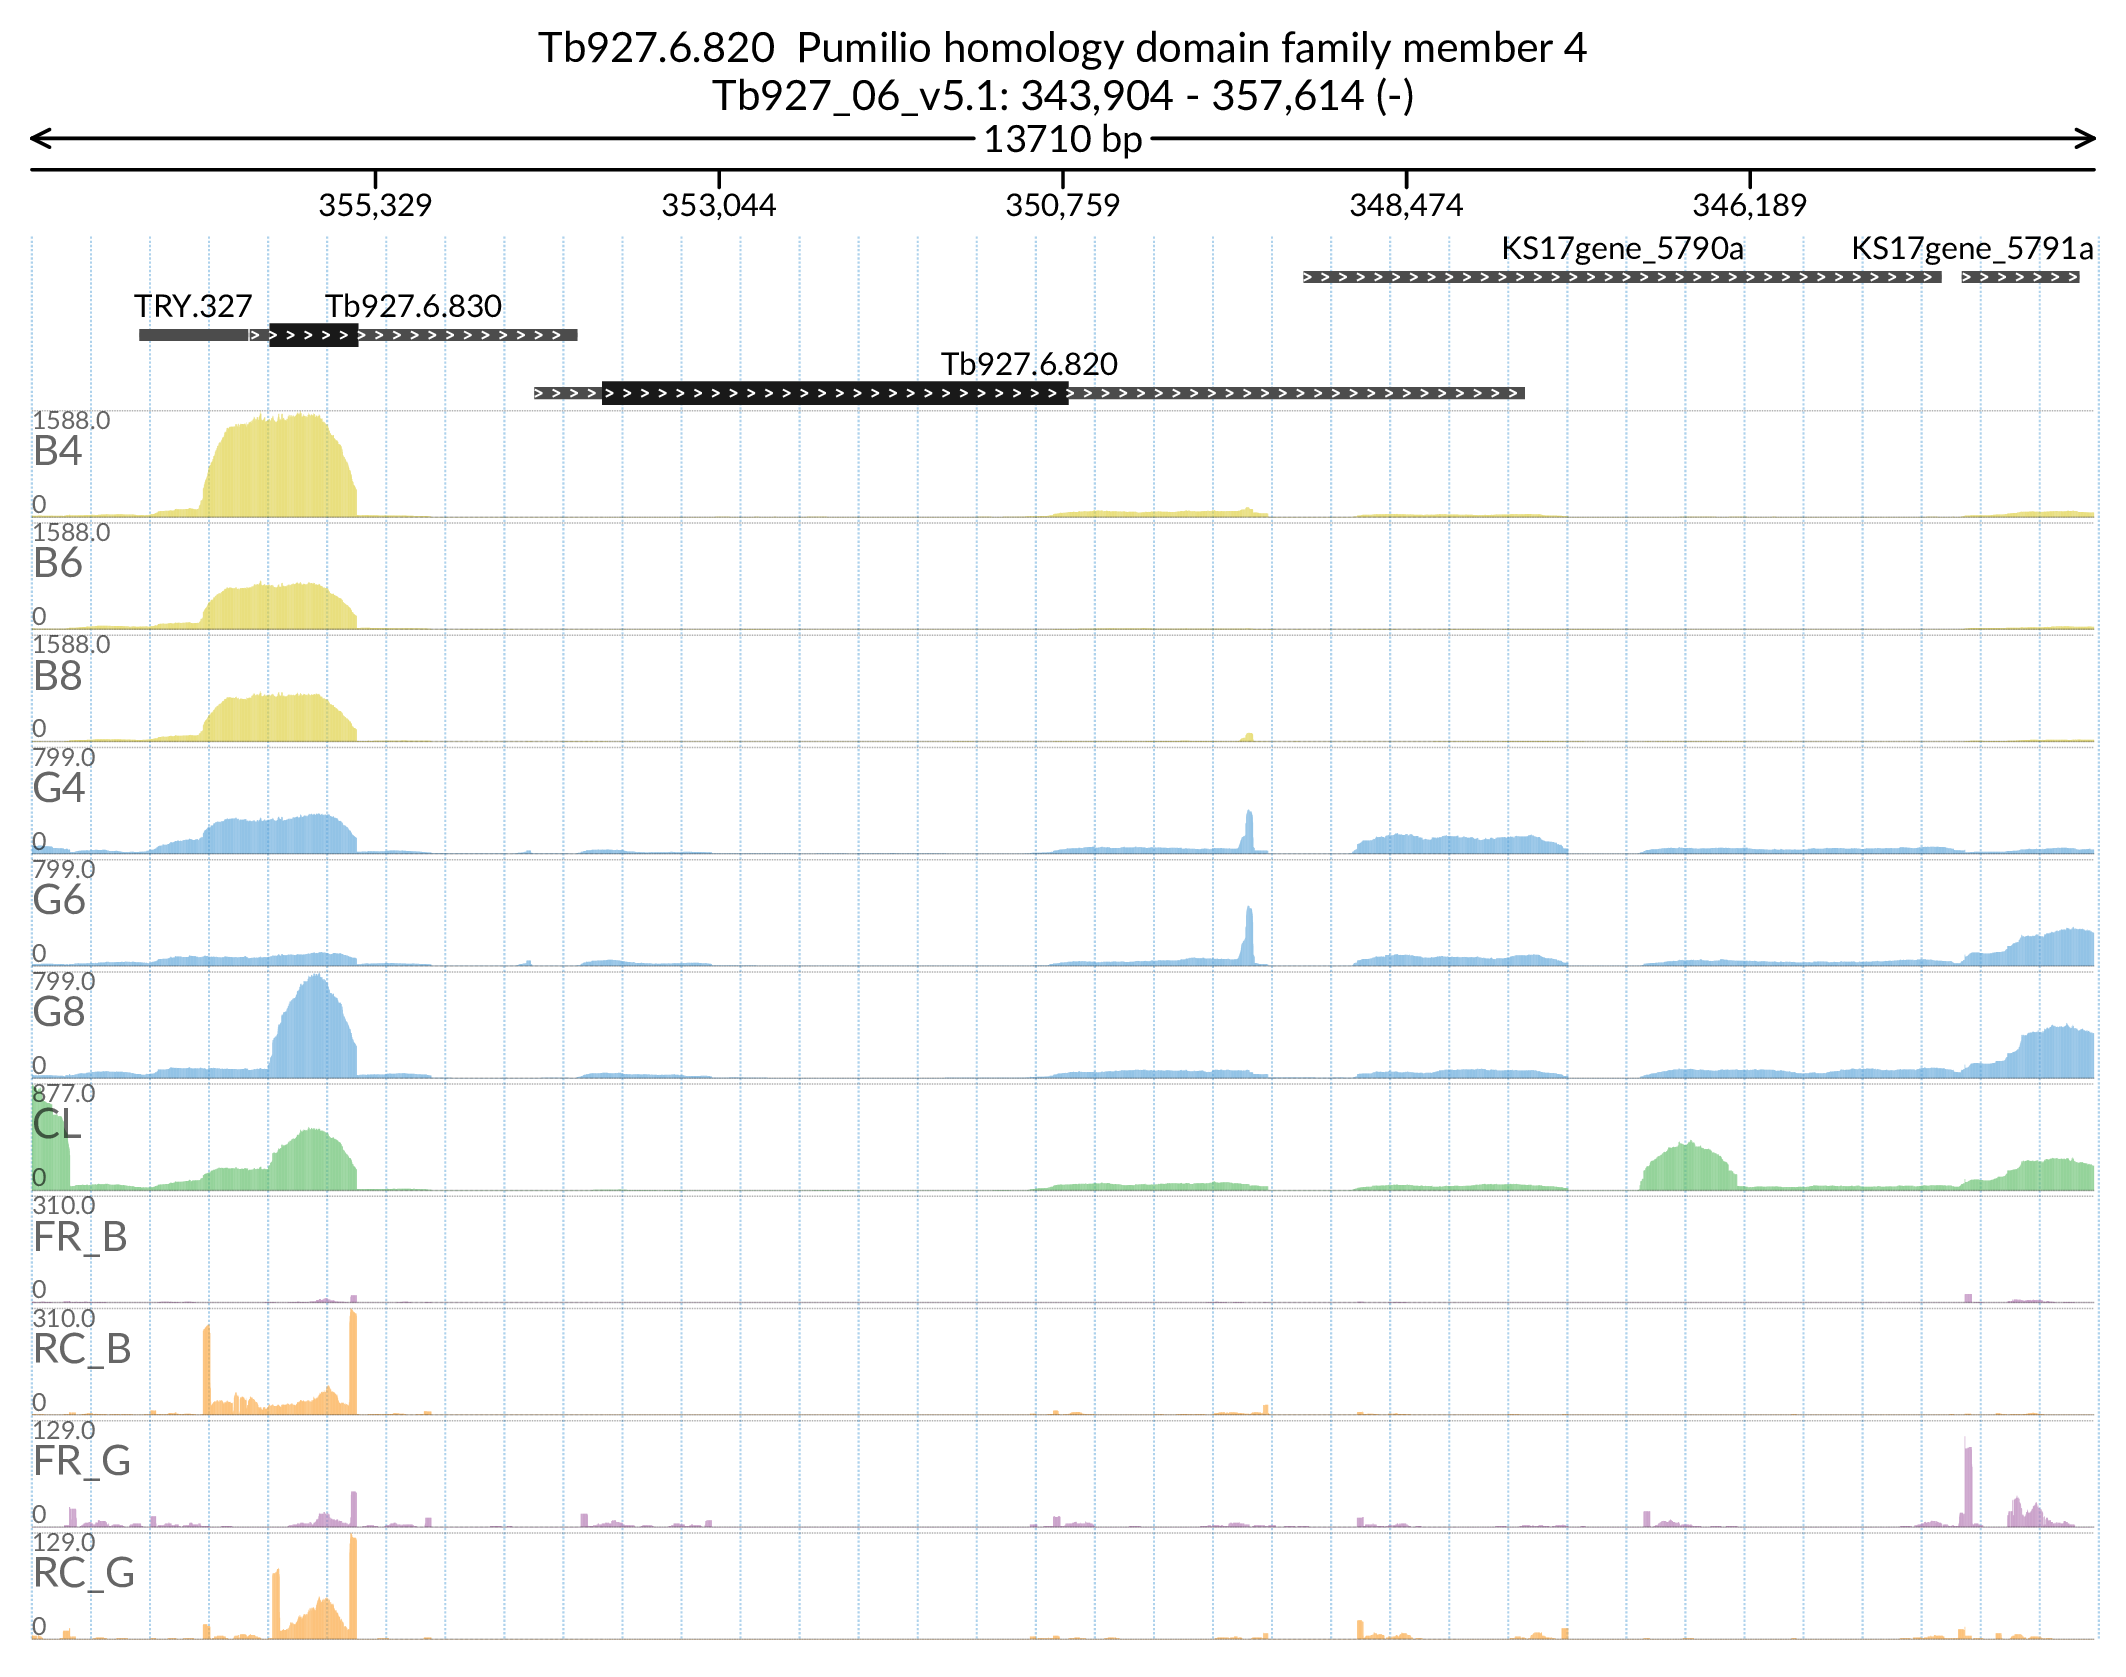 Tb927.6.820  Pumilio homology domain family member 4
Tb927_06_v5.1: 343,904 - 357,614 (-)
13710 bp
355,329 353,044 350,759 348,474 346,189
KS17gene_5790a KS17gene_5791a
TRY.327 Tb927.6.830
Tb927.6.820
1588.0
B4
0
1588.0
B6
0
1588.0
B8
0
799.0
G4
0
799.0
G6
0
799.0
G8
0
877.0
CL
0
310.0
FR_B
0
310.0
RC_B
0
129.0
FR_G
0
129.0
RC_G
0